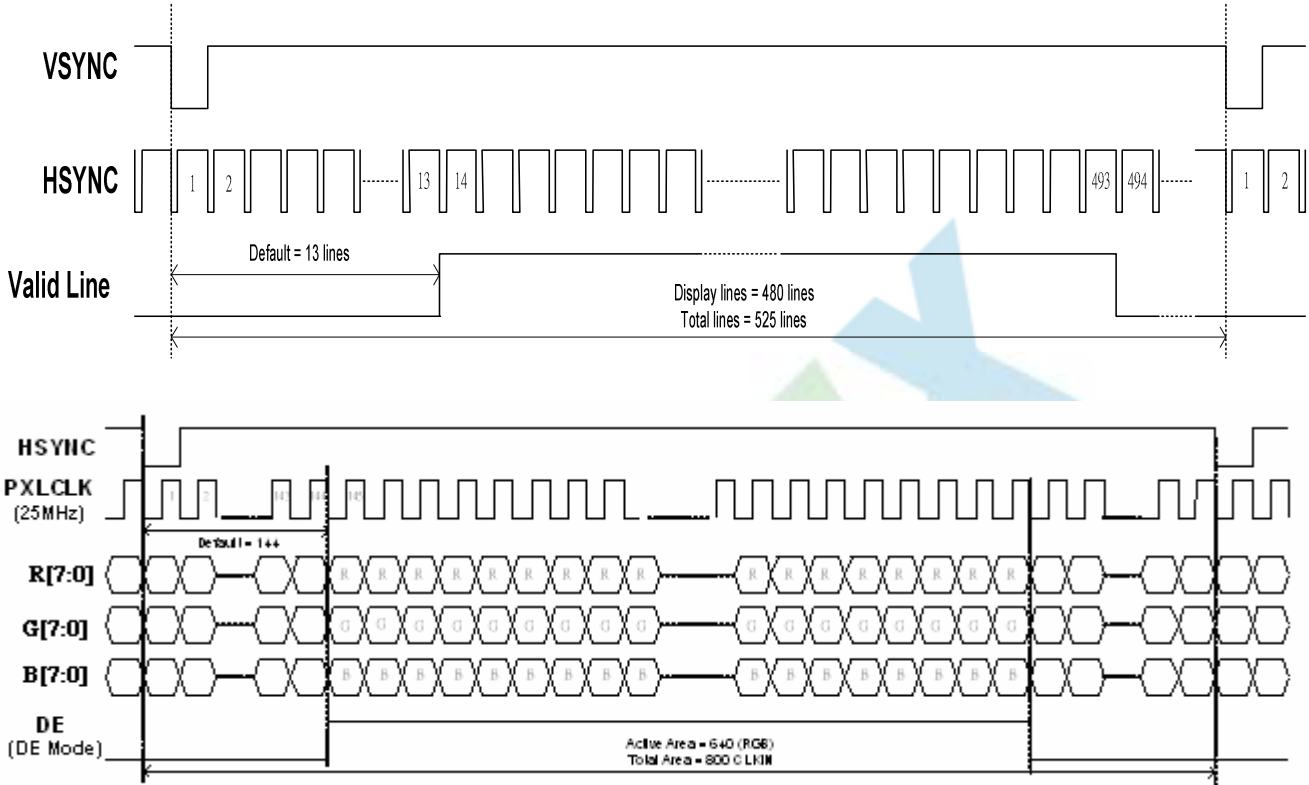 VSYNC
HSYNC
1 2 13 14 493 494 1 2
Default = 13 lines
Valid Line
Display lines = 480 lines
Total lines = 525 lines
HSYNC
PXLCLK
(25MHz)
1 2 143 144 145
Default = 144
R[7:0]
R R R R R R R R R R R R R R R R R
G[7:0]
G G G G G G G G G G G G G G G G G
B[7:0]
B B B B B B B B B B B B B B B B B
DE
(DE Mode)
Active Area = 640 (RGB)
Total Area = 800 CLKIN